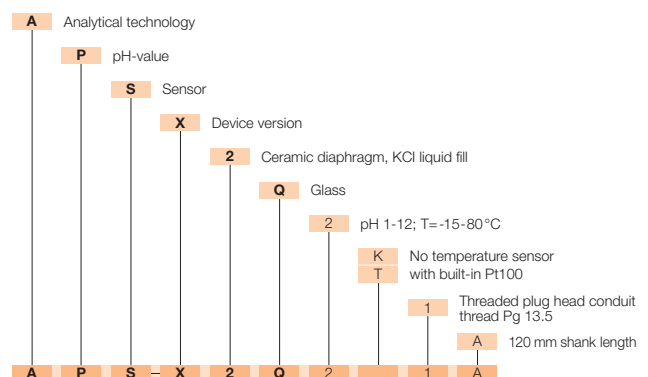 A Analytical technology
P pH-value
S Sensor
X Device version
2 Ceramic diaphragm, KCl liquid fill
Q Glass
2 pH 1-12; T=-15-80°C
K No temperature sensor
T with built-in Pt100
1 Threaded plug head conduit
thread Pg 13.5
A 120 mm shank length
A P S – X 2 Q 2 1 A